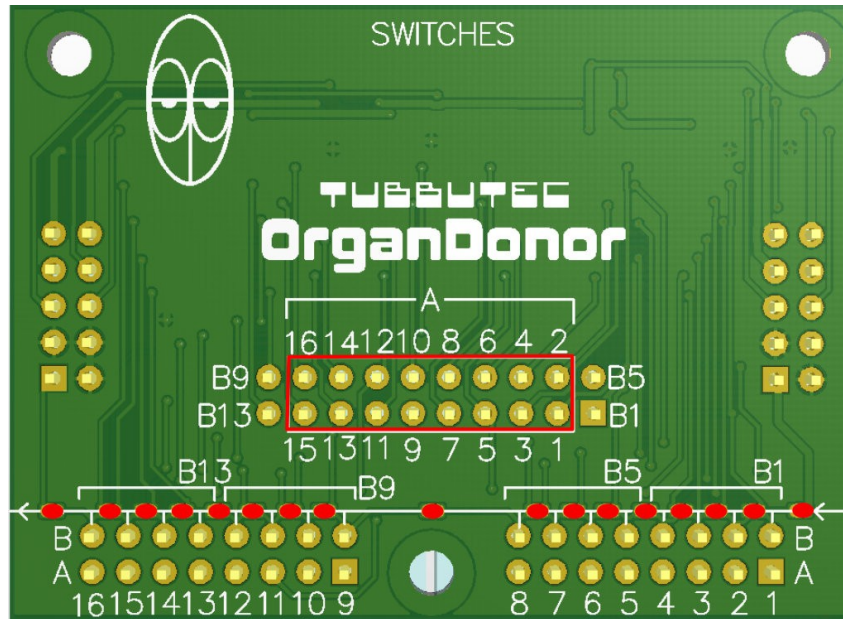 SWITCHES
TUBBUTEC
OrganDonor
A
16 14 12 10 8 6 4 2
B9 B5
B13 B1
15 13 11 9 7 5 3 1
B13 B9 B5 B1
B B
A A
16 15 14 13 12 11 10 9 8 7 6 5 4 3 2 1